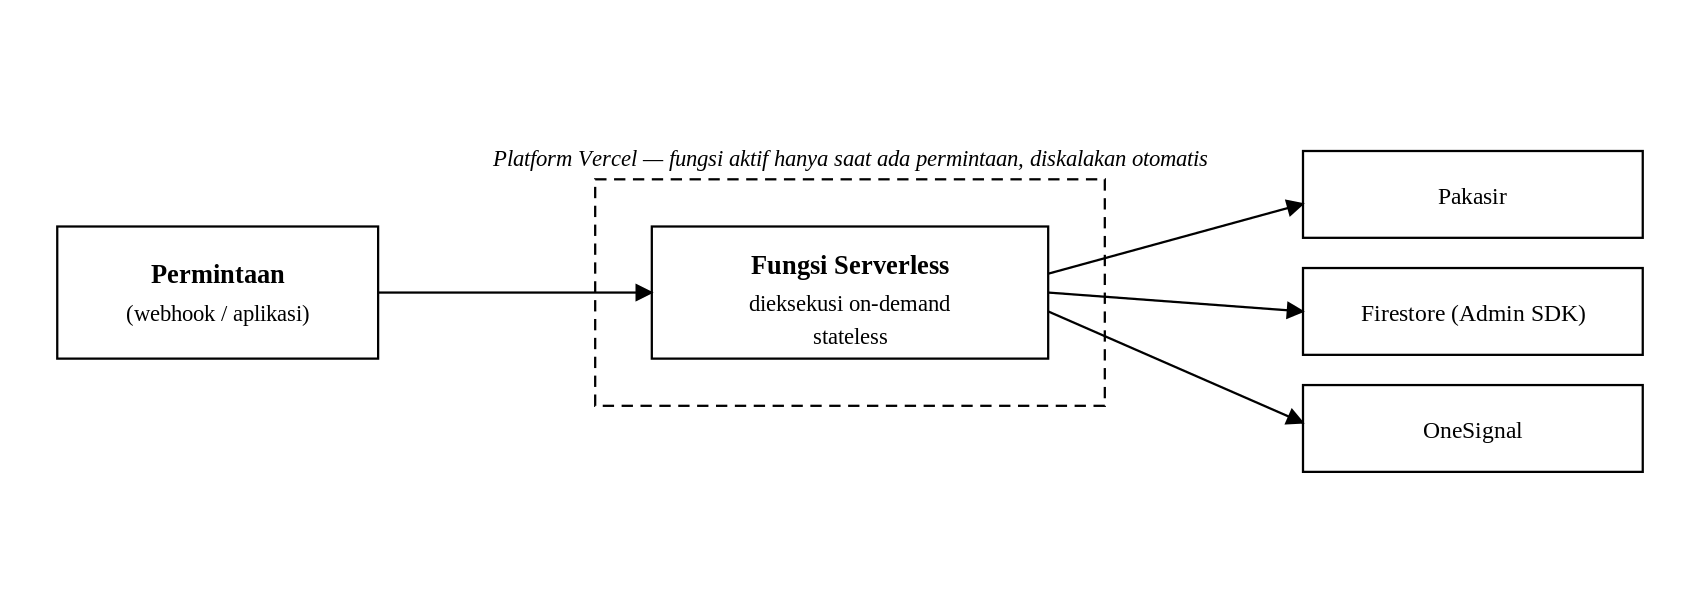 Platform Vercel — fungsi aktif hanya saat ada permintaan, diskalakan otomatis
Permintaan
(webhook / aplikasi)
Fungsi Serverless
dieksekusi on-demand
stateless
Pakasir
Firestore (Admin SDK)
OneSignal